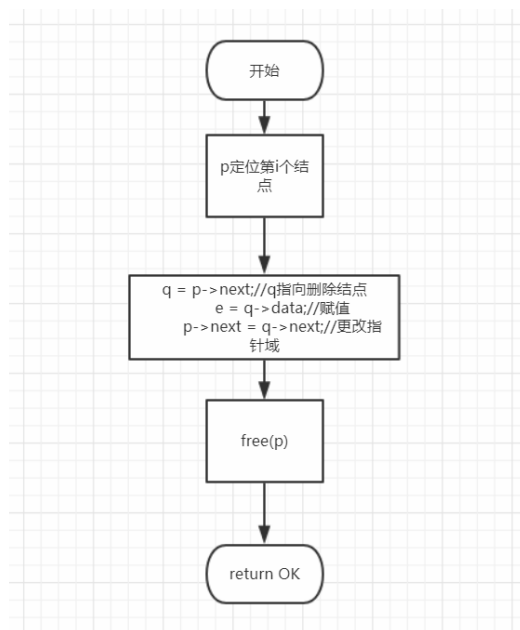 开始
p定位第i个结
点
q = p->next;//q指向删除结点
e = q->data;//赋值
p->next = q->next;//更改指
针域
free(p)
return OK